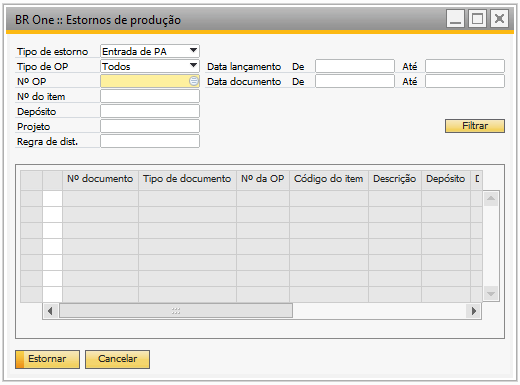 BR One :: Estornos de produção
Tipo de estorno Entrada de PA
Tipo de OP Todos Data lançamento De Até
Nº OP Data documento De Até
Nº do item
Depósito
Projeto Filtrar
Regra de dist.
Nº documento Tipo de documento Nº da OP Código do item Descrição Depósito
Estornar Cancelar